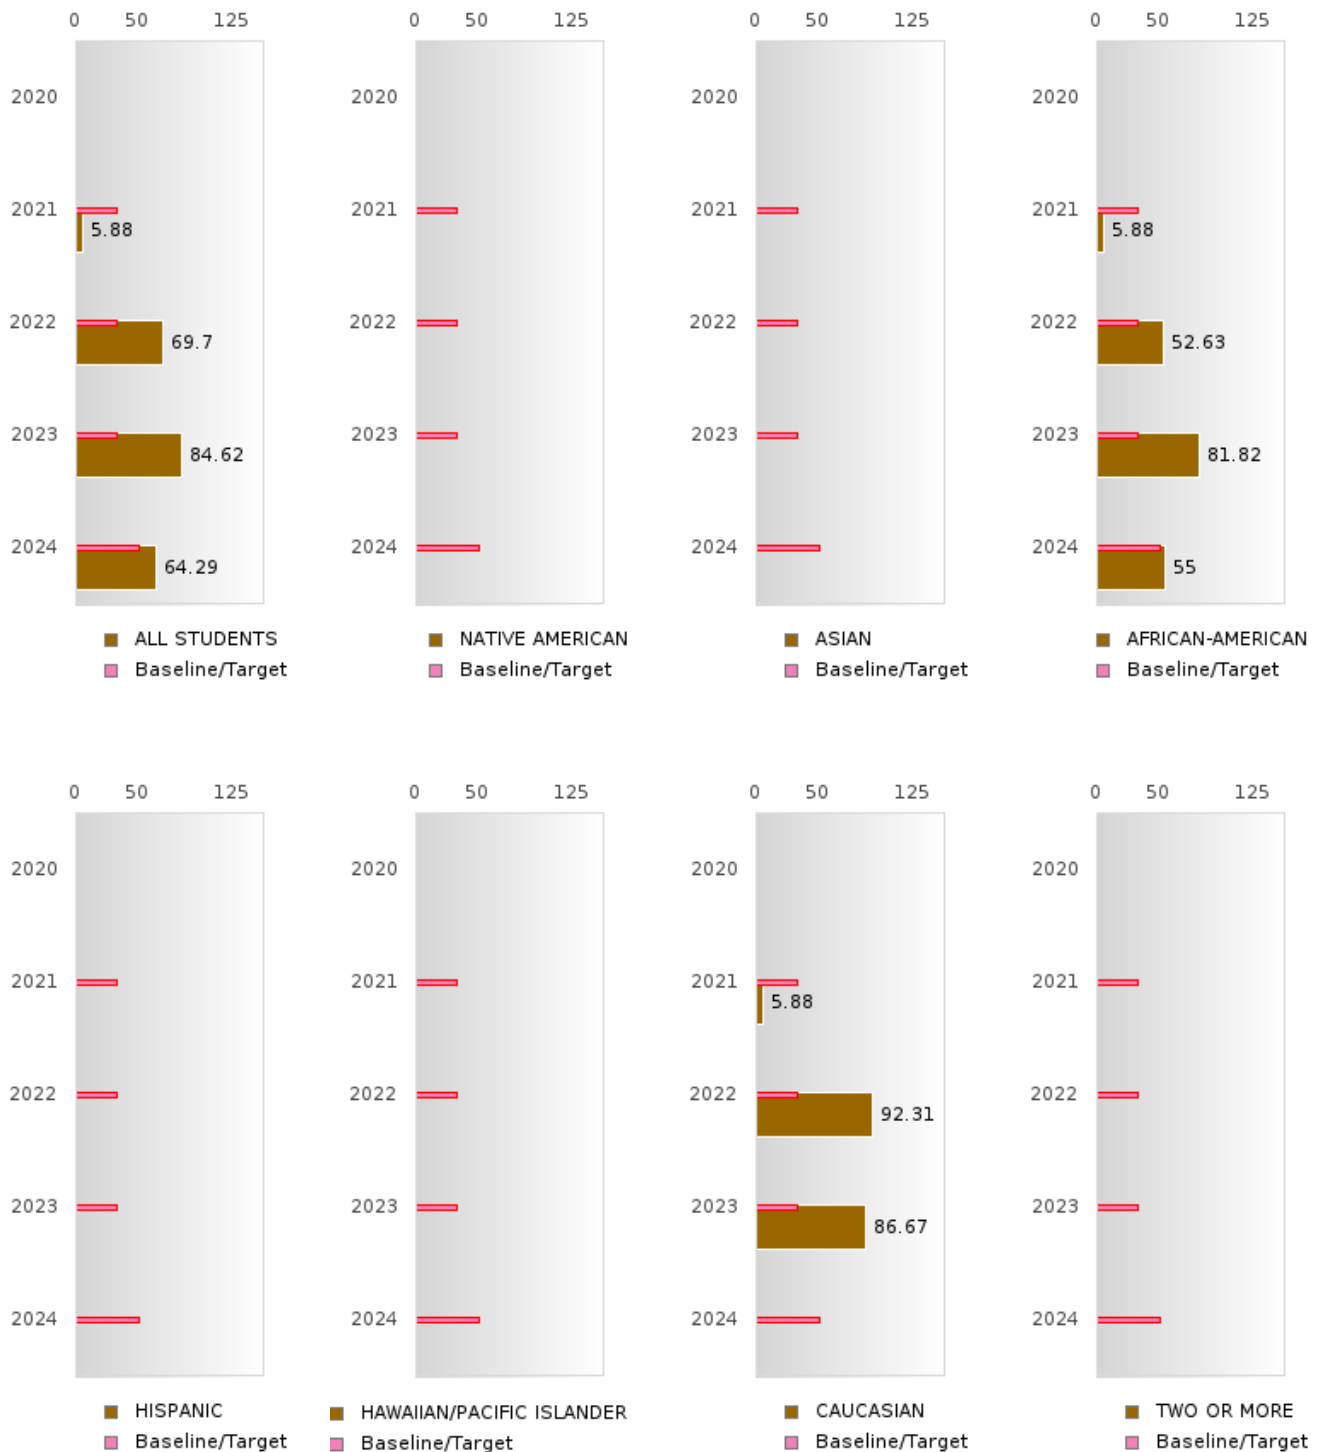 0 50 125
0 50 125
0 50 125
0 50 125
2020 2020 2020 2020
2021 2021 2021 2021
5.88 5.88
2022 2022 2022 2022
69.7 52.63
2023 2023 2023 2023
84.62 81.82
2024 2024 2024 2024
64.29 55
ALL STUDENTS
Baseline/Target
NATIVE AMERICAN
Baseline/Target
ASIAN
Baseline/Target
AFRICAN-AMERICAN
Baseline/Target
0 50 125
0 50 125
0 50 125
0 50 125
2020 2020 2020 2020
2021 2021 2021 2021
5.88
2022 2022 2022 2022
92.31
2023 2023 2023 2023
86.67
2024 2024 2024 2024
HISPANIC
Baseline/Target
HAWAIIAN/PACIFIC ISLANDER
Baseline/Target
CAUCASIAN
Baseline/Target
TWO OR MORE
Baseline/Target